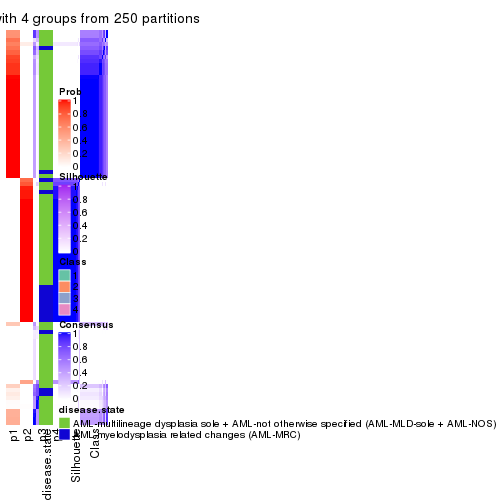 with 4 groups from 250 partitions
Prob
1
0.8
0.6
0.4
0.2
0
Silhouette
1
0.8
0.6
0.4
0.2
0
Class
1
2
3
4
Consensus
1
0.8
0.6
0.4
0.2
0
disease.state
AML-multilineage dysplasia sole + AML-not otherwise specified (AML-MLD-sole + AML-NOS)
AML-myelodysplasia related changes (AML-MRC)
p1
p2
p3
p4
Silhouette
Class
disease.state